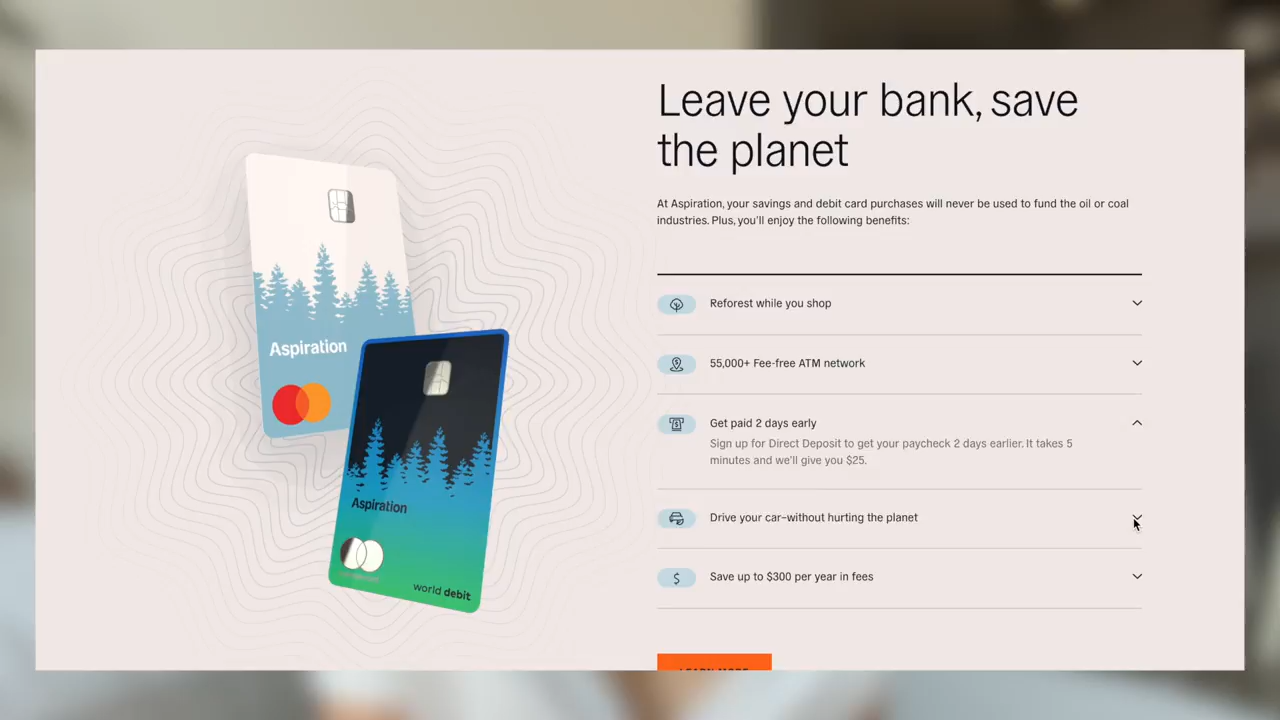 Leave your bank, save
the planet
At Aspiration, your savings and debit card purchases will never be used to fund the oil or coal
industries. Plus, you'll enjoy the following benefits:
Reforest while you shop
55,000+ Fee-free ATM network
Get paid 2 days early
Sign up for Direct Deposit to get your paycheck 2 days earlier. It takes 5
minutes and we'll give you $25.
Drive your car–without hurting the planet
Save up to $300 per year in fees
LEARN MORE
Aspiration
Aspiration
world debit